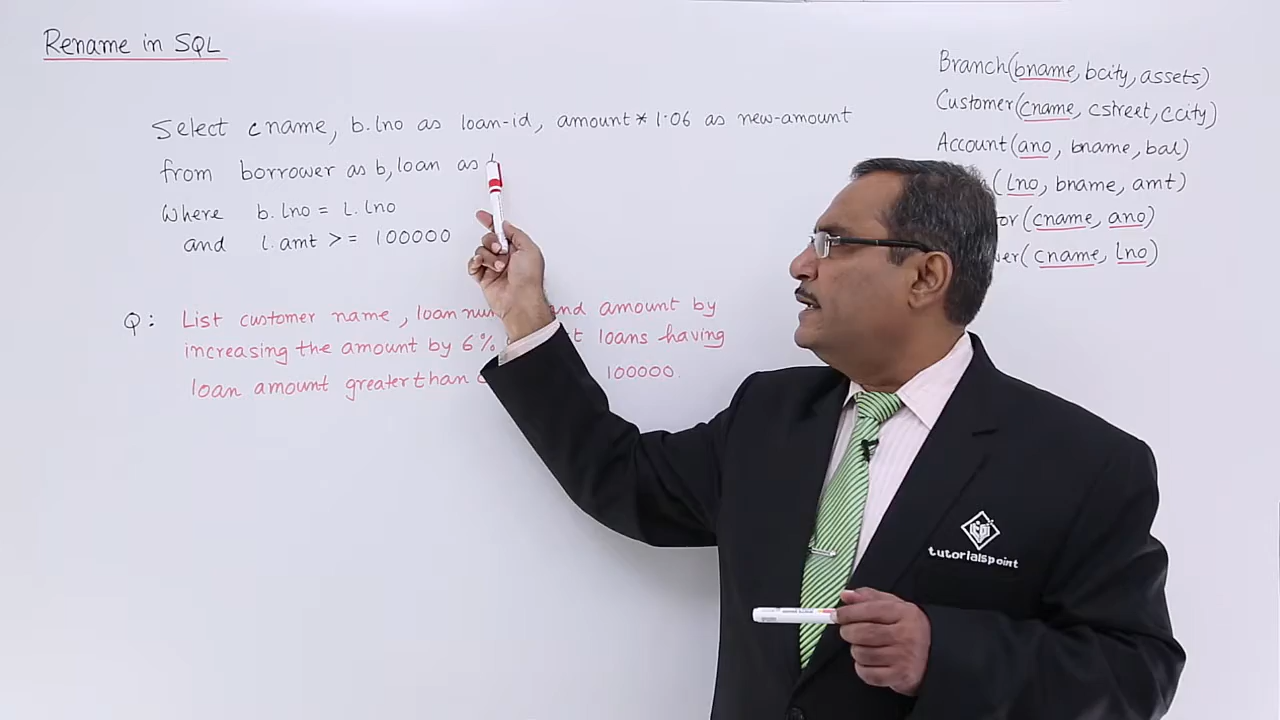 Rename in SQL
Select cname, b.lno as loan-id, amount * 1.06 as new-amount
from borrower as b, loan as
Where b.lno = l.lno
and l.amt >= 100000
Q: List customer name, loan and amount by
increasing the amount by 6% loans having
loan amount greater than 100000.
Branch(bname, bcity, assets)
Customer(cname, cstreet, ccity)
Account(ano, bname, bal)
(lno, bname, amt)
(cname, ano)
(cname, lno)
tutorialspoint